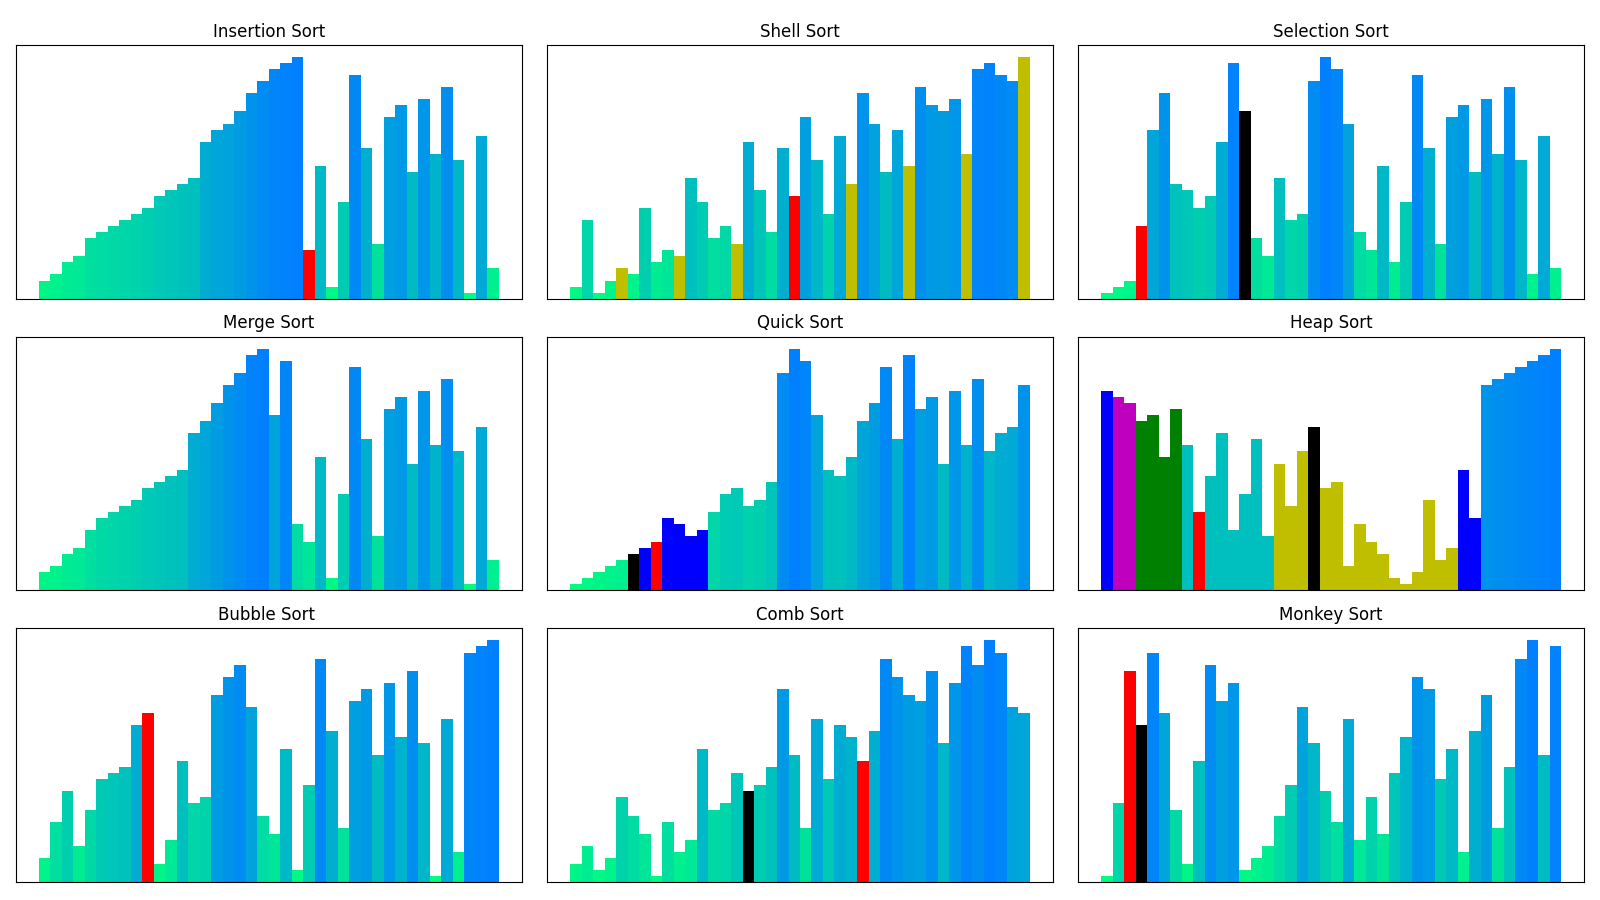 Insertion Sort
Shell Sort
Selection Sort
Merge Sort
Quick Sort
Heap Sort
Bubble Sort
Comb Sort
Monkey Sort